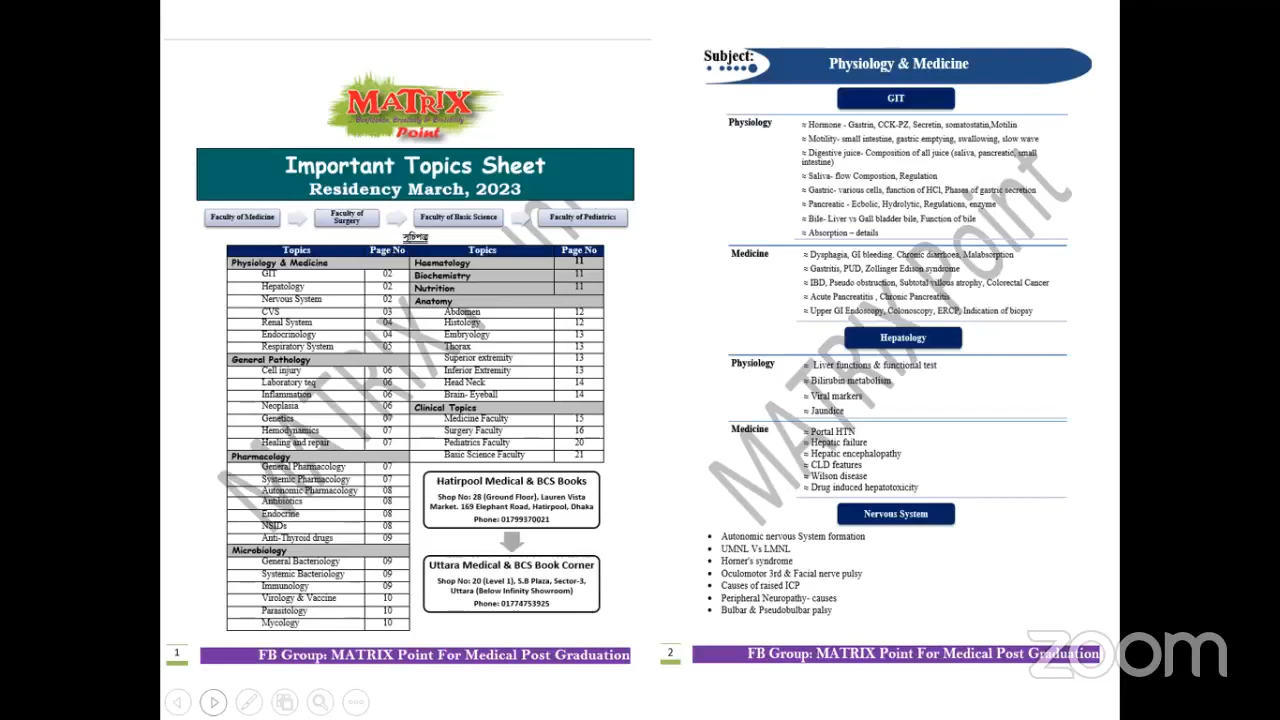 MATRIX
Point
Important Topics Sheet
Residency March, 2023
Faculty of Medicine
Faculty of Surgery
Faculty of Basic Science
Faculty of Pediatrics
সূচিপত্র
Topics Page No
Physiology & Medicine
GIT 02
Hepatology 02
Nervous System 02
CVS 03
Renal System 04
Endocrinology 04
Respiratory System 05
General Pathology
Cell injury 06
Laboratory teq 06
Inflammation 06
Neoplasia 06
Genetics 07
Hemodynamics 07
Healing and repair 07
Pharmacology
General Pharmacology 07
Systemic Pharmacology 07
Autonomic Pharmacology 08
Antibiotics 08
Endocrine 08
NSIDs 08
Anti-Thyroid drugs 09
Microbiology
General Bacteriology 09
Systemic Bacteriology 09
Immunology 09
Virology & Vaccine 10
Parasitology 10
Mycology 10
Topics Page No
Haematology 11
Biochemistry 11
Nutrition 11
Anatomy
Abdomen 12
Histology 12
Embryology 13
Thorax 13
Superior extremity 13
Inferior Extremity 13
Head Neck 14
Brain- Eyeball 14
Clinical Topics
Medicine Faculty 15
Surgery Faculty 16
Pediatrics Faculty 20
Basic Science Faculty 21
Hatirpool Medical & BCS Books
Shop No: 28 (Ground Floor), Lauren Vista
Market. 169 Elephant Road, Hatirpool, Dhaka
Phone: 01799370021
Uttara Medical & BCS Book Corner
Shop No: 20 (Level 1), S.B Plaza, Sector-3,
Uttara (Below Infinity Showroom)
Phone: 01774753925
MATRIX Point
1
FB Group: MATRIX Point For Medical Post Graduation
Subject:
Physiology & Medicine
GIT
Physiology
≈ Hormone - Gastrin, CCK-PZ, Secretin, somatostatin,Motilin
≈ Motility- small intestine, gastric emptying, swallowing, slow wave
≈ Digestive juice- Composition of all juice (saliva, pancreatic, small
intestine)
≈ Saliva- flow Compostion, Regulation
≈ Gastric- various cells, function of HCl, Phases of gastric secretion
≈ Pancreatic - Ecbolic, Hydrolytic, Regulations, enzyme
≈ Bile- Liver vs Gall bladder bile, Function of bile
≈ Absorption – details
Medicine
≈ Dysphagia, GI bleeding, Chronic diarrhoea, Malabsorption
≈ Gastritis, PUD, Zollinger Edison syndrome
≈ IBD, Pseudo obstruction, Subtotal villous atrophy, Colorectal Cancer
≈ Acute Pancreatitis , Chronic Pancreatitis
≈ Upper GI Endoscopy, Colonoscopy, ERCP, Indication of biopsy
Hepatology
Physiology
≈ Liver functions & functional test
≈ Bilirubin metabolism
≈ Viral markers
≈ Jaundice
Medicine
≈ Portal HTN
≈ Hepatic failure
≈ Hepatic encephalopathy
≈ CLD features
≈ Wilson disease
≈ Drug induced hepatotoxicity
Nervous System
• Autonomic nervous System formation
• UMNL Vs LMNL
• Horner's syndrome
• Oculomotor 3rd & Facial nerve pulsy
• Causes of raised ICP
• Peripheral Neuropathy- causes
• Bulbar & Pseudobulbar palsy
MATRIX Point
2
FB Group: MATRIX Point For Medical Post Graduation
zoom